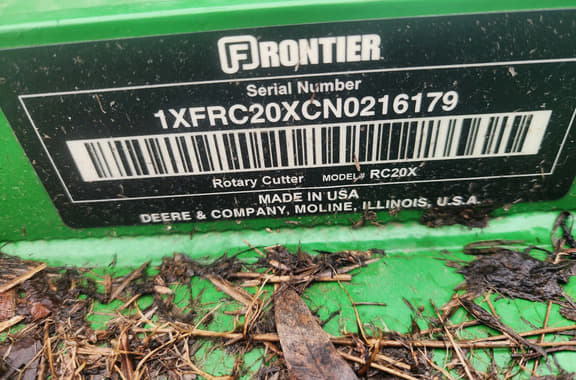 FRONTIER
Serial Number
1XFRC20XCN0216179
Rotary Cutter MODEL# RC20X
MADE IN USA
DEERE & COMPANY, MOLINE, ILLINOIS, U.S.A.